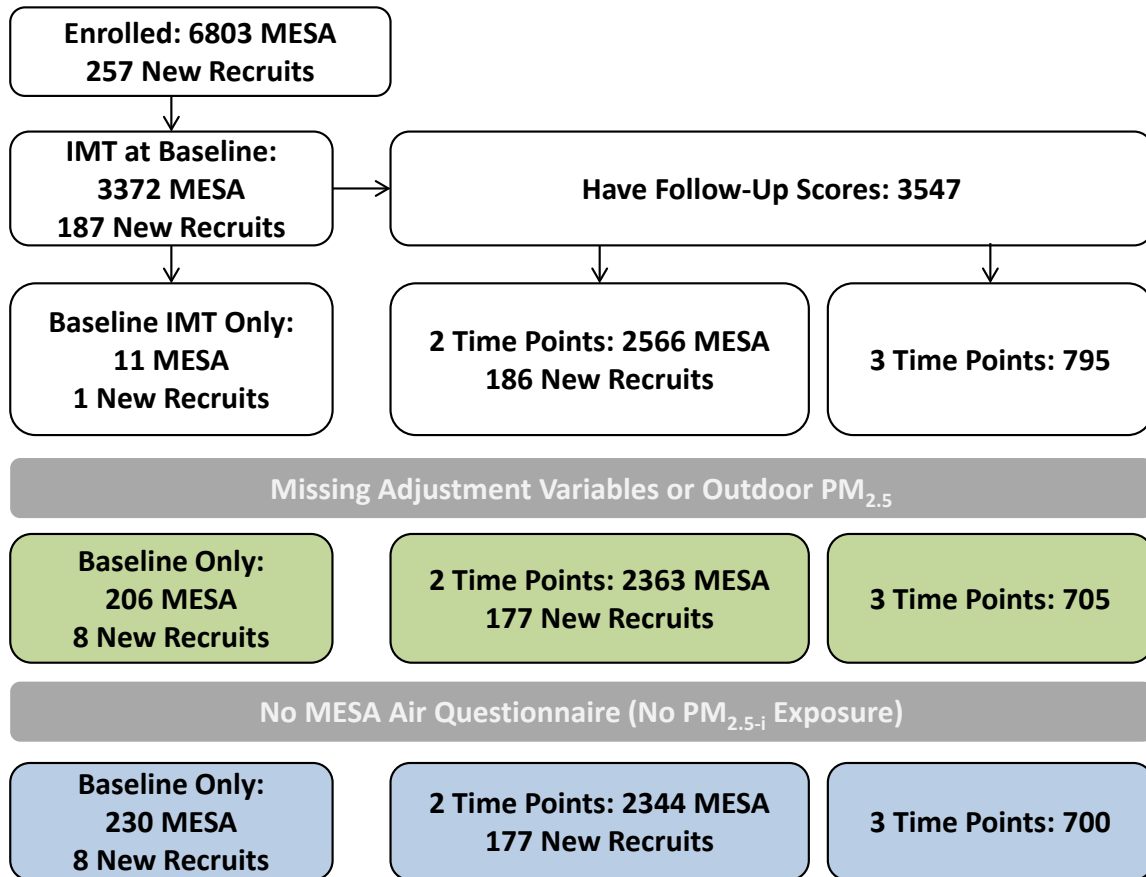 Enrolled: 6803 MESA
257 New Recruits
IMT at Baseline:
3372 MESA
187 New Recruits
Have Follow-Up Scores: 3547
Baseline IMT Only:
11 MESA
1 New Recruits
2 Time Points: 2566 MESA
186 New Recruits
3 Time Points: 795
Missing Adjustment Variables or Outdoor PM2.5
Baseline Only:
206 MESA
8 New Recruits
2 Time Points: 2363 MESA
177 New Recruits
3 Time Points: 705
No MESA Air Questionnaire (No PM2.5-i Exposure)
Baseline Only:
230 MESA
8 New Recruits
2 Time Points: 2344 MESA
177 New Recruits
3 Time Points: 700